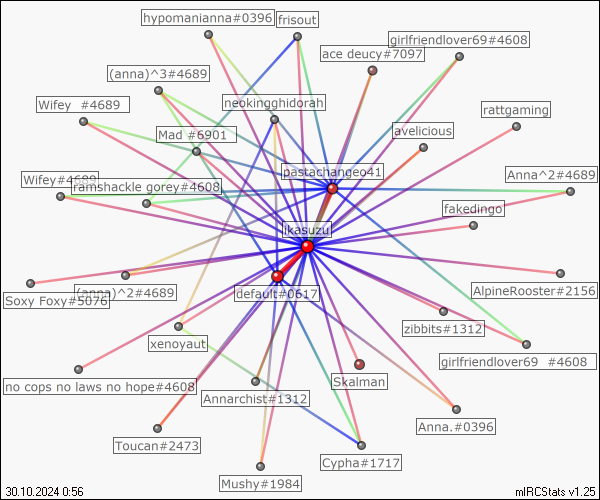 hypomanianna#0396
frisout
girlfriendlover69#4608
ace deucy#7097
(anna)^3#4689
Wifey #4689
neokingghidorah
rattgaming
Mad #6901
avelicious
pastachangeo41
Anna^2#4689
Wifey#4689
ramshackle gorey#4608
fakedingo
ikasuzu
AlpineRooster#2156
(anna)^2#4689
default#0617
Soxy Foxy#5076
zibbits#1312
xenoyaut
girlfriendlover69 #4608
no cops no laws no hope#4608
Skalman
Annarchist#1312
Anna.#0396
Toucan#2473
Cypha#1717
Mushy#1984
30.10.2024 0:56
mIRCStats v1.25